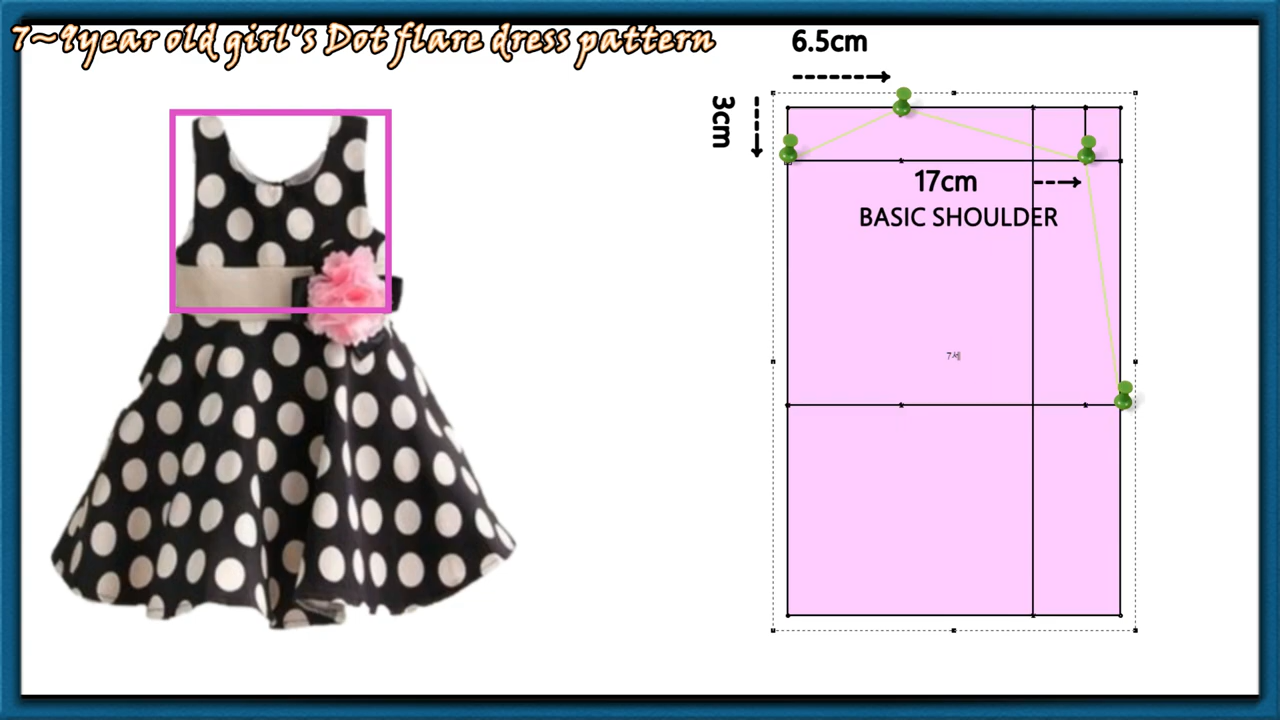 7~9year old girl's Dot flare dress pattern
6.5cm
3cm
17cm
BASIC SHOULDER
7세